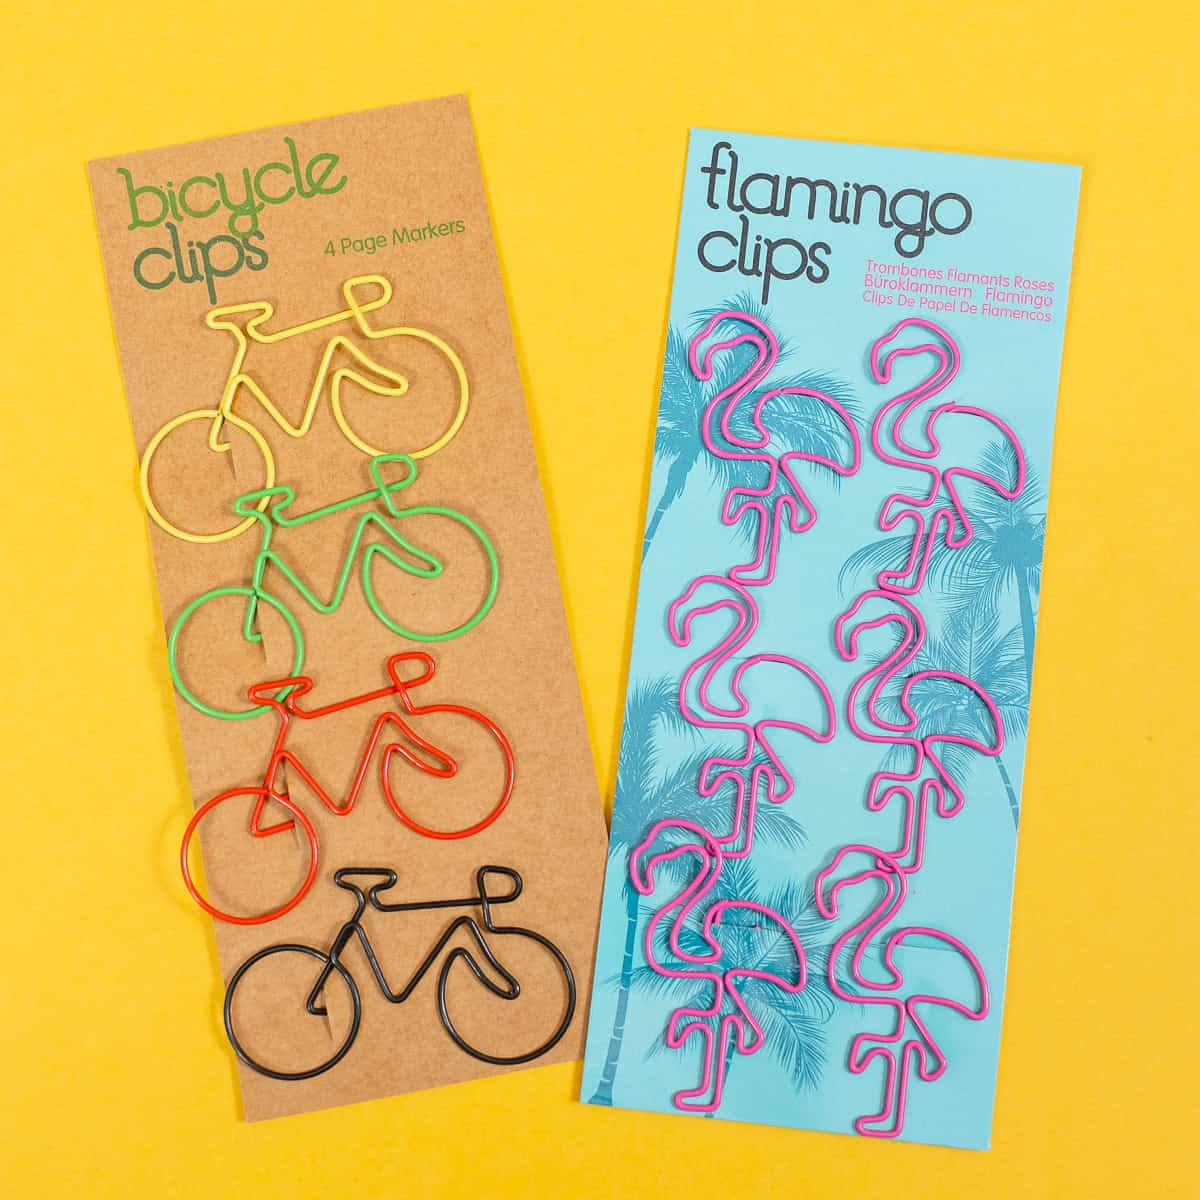 bicycle
clips
4 Page Markers
flamingo
clips
Trombones Flamants Roses
Büroklammern Flamingo
Clips De Papel De Flamencos